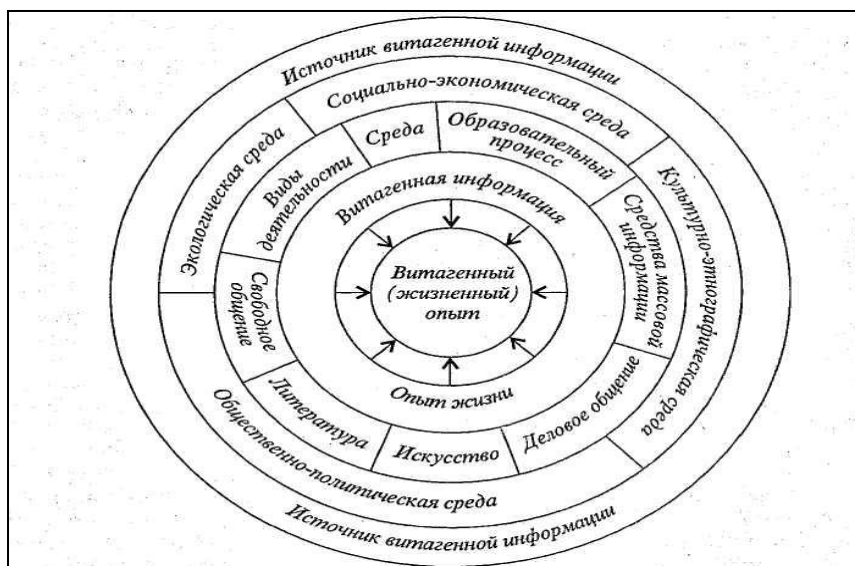 Источник витагенной информации
Социально-экономическая среда
Экологическая среда
Культурно-этнографическая среда
Общественно-политическая среда
Среда
Образовательный
процесс
Виды
деятельности
Средства массовой
информации
Свободное
общение
Литература
Искусство
Деловое общение
Витагенная информация
Витагенный
(жизненный)
опыт
Опыт жизни
Источник витагенной информации